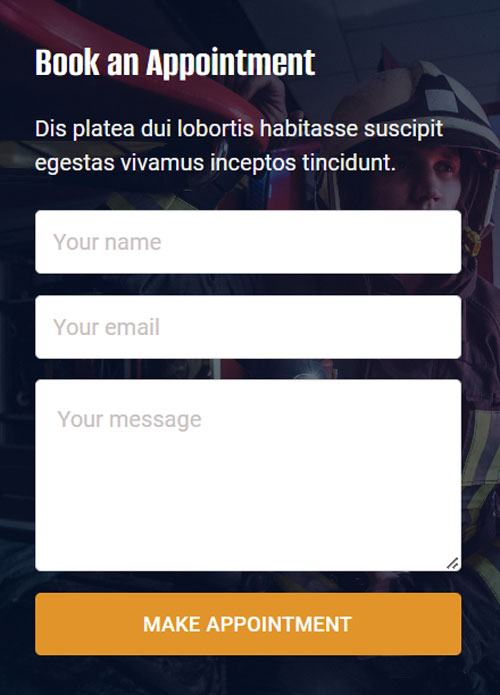 Book an Appointment
Dis platea dui lobortis habitasse suscipit
egestas vivamus inceptos tincidunt.
Your name
Your email
Your message
MAKE APPOINTMENT